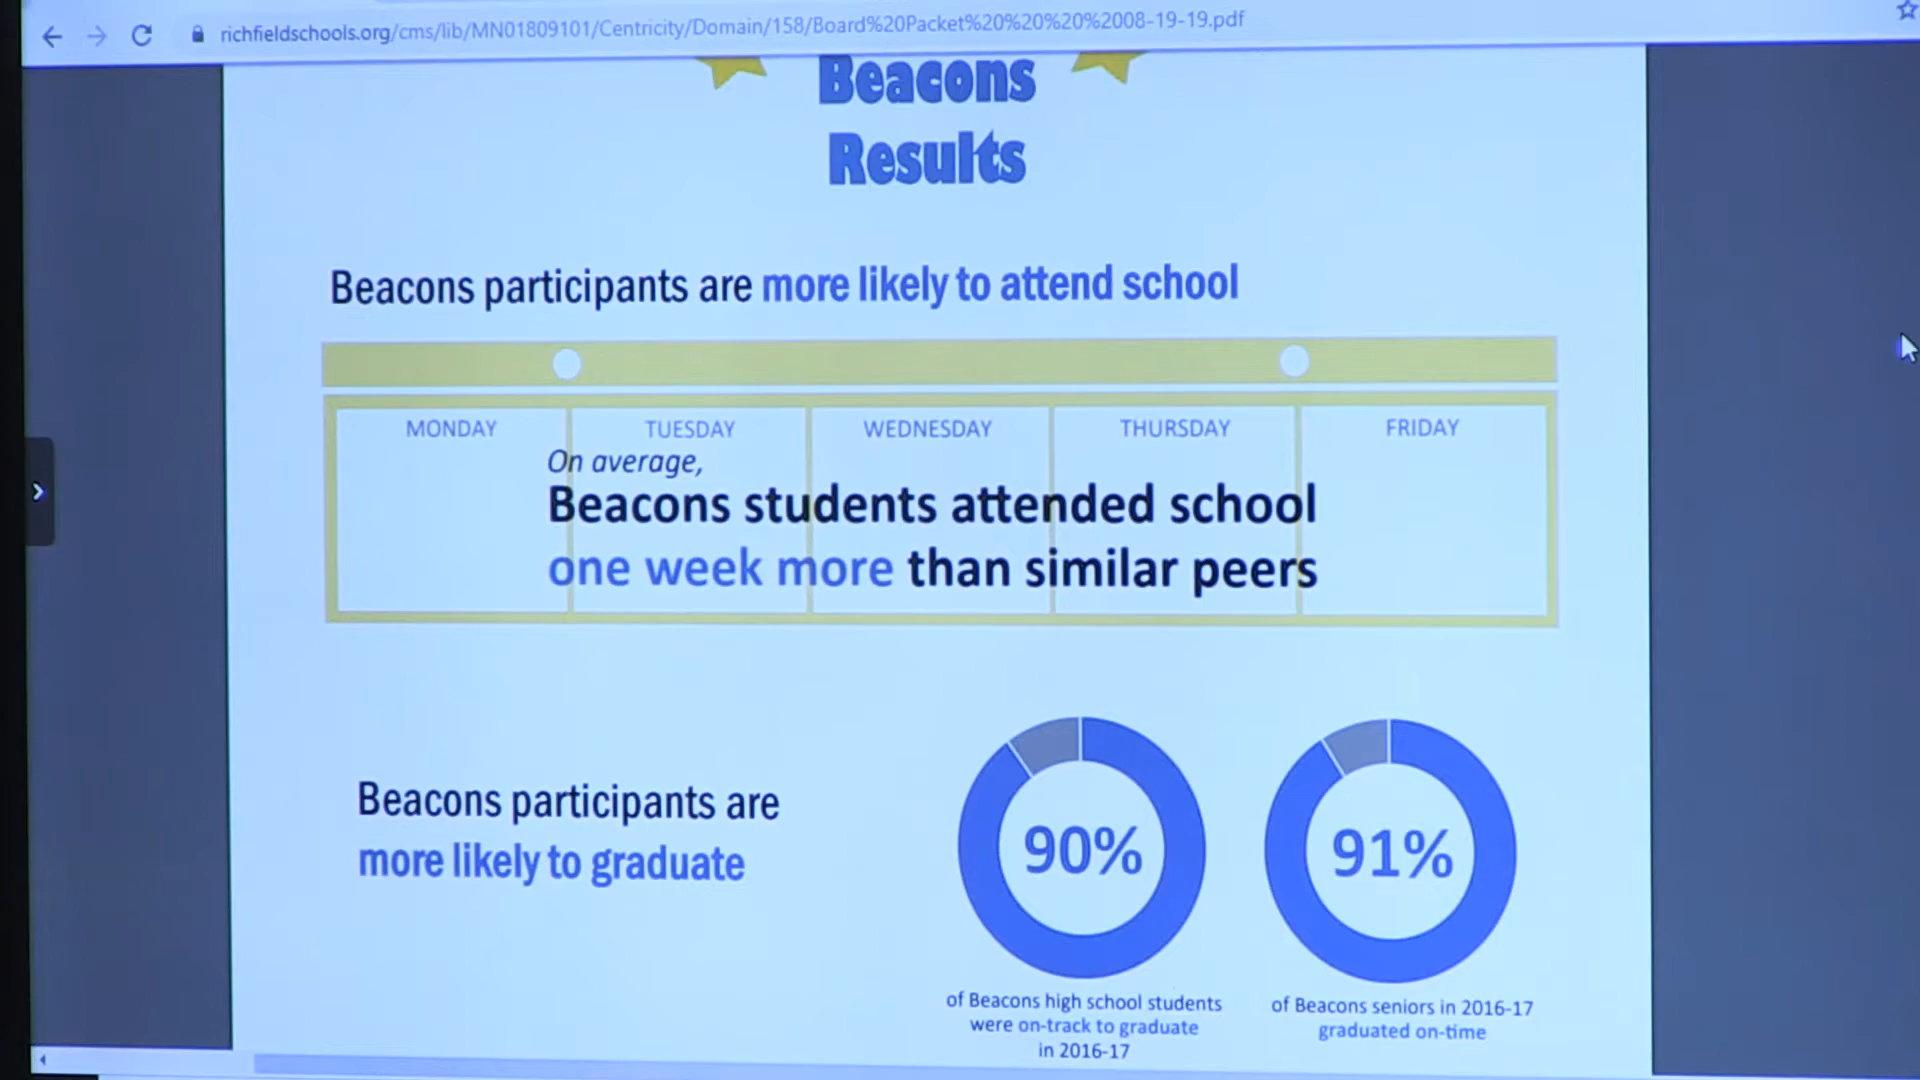 richfieldschools.org/cms/lib/MN01809101/Centricity/Domain/158/Board%20Packet%20%20%20%2008-19-19.pdf
Beacons
Results
Beacons participants are more likely to attend school
MONDAY TUESDAY WEDNESDAY THURSDAY FRIDAY
On average,
Beacons students attended school
one week more than similar peers
Beacons participants are
more likely to graduate
90%
of Beacons high school students
were on-track to graduate
in 2016-17
91%
of Beacons seniors in 2016-17
graduated on-time